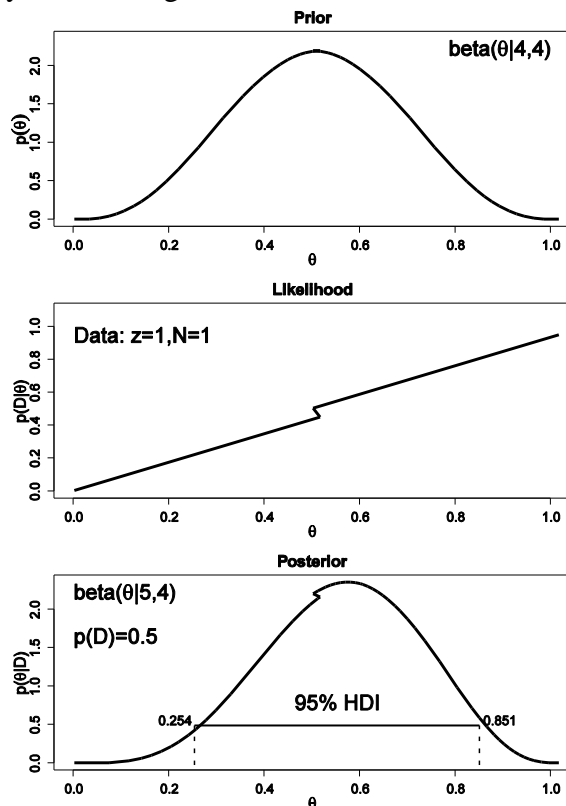 Prior
beta(θ|4,4)
p(θ)
0.0 0.5 1.0 1.5 2.0
0.0 0.2 0.4 0.6 0.8 1.0
θ
Likelihood
Data: z=1,N=1
p(D|θ)
0.0 0.2 0.4 0.6 0.8 1.0
0.0 0.2 0.4 0.6 0.8 1.0
θ
Posterior
beta(θ|5,4)
p(D)=0.5
95% HDI
0.254 0.851
p(θ|D)
0.0 0.5 1.0 1.5 2.0
0.0 0.2 0.4 0.6 0.8 1.0
θ